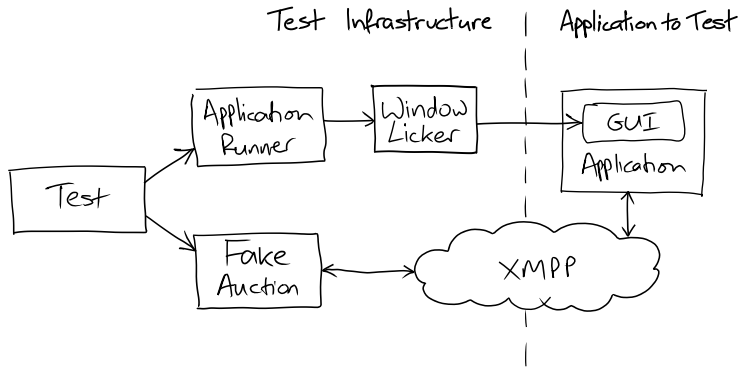 Test Infrastructure
Application to Test
Application
Runner
Window
Licker
GUI
Application
Test
Fake
Auction
XMPP